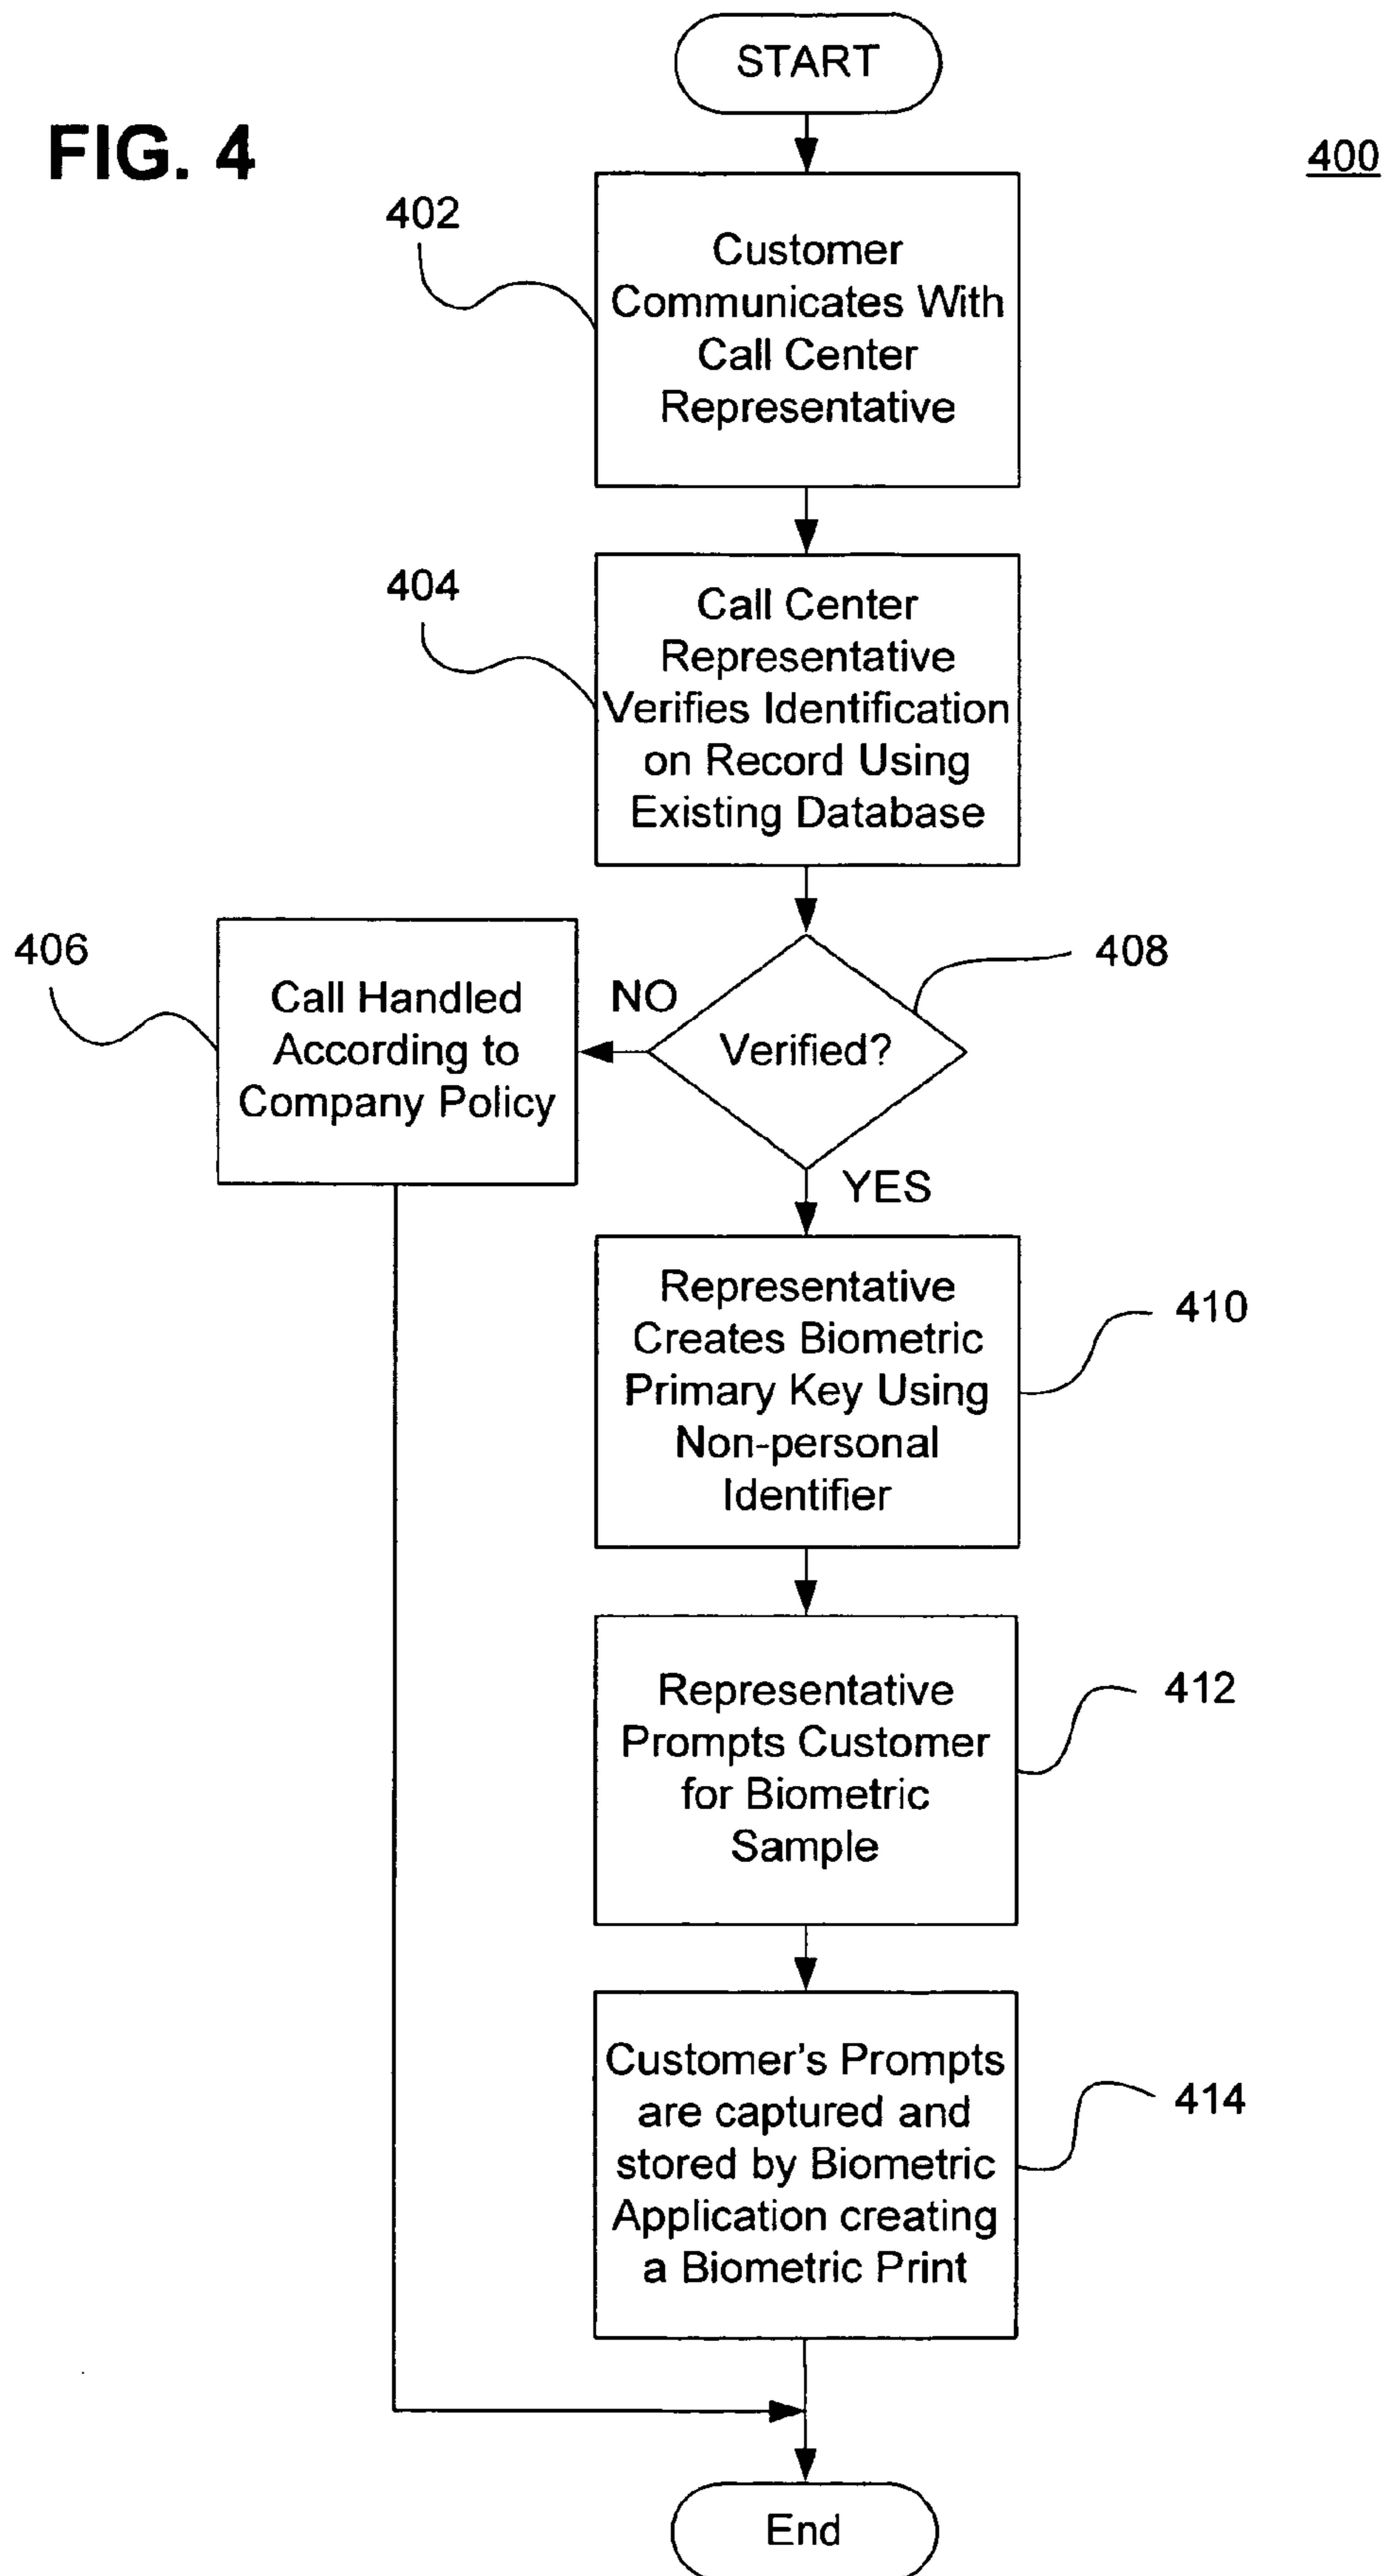 START
FIG. 4
400
402
Customer
Communicates With
Call Center
Representative
404
Call Center
Representative
Verifies Identification
on Record Using
Existing Database
406
Call Handled
According to
Company Policy
NO
Verified?
408
YES
Representative
Creates Biometric
Primary Key Using
Non-personal
Identifier
410
Representative
Prompts Customer
for Biometric
Sample
412
Customer's Prompts
are captured and
stored by Biometric
Application creating
a Biometric Print
414
End